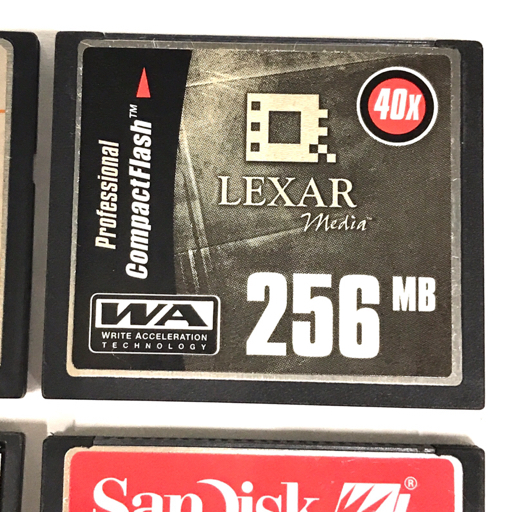 Professional
CompactFlash™
40x
LEXAR
Media™
256 MB
WA
WRITE ACCELERATION
TECHNOLOGY
SanDisk ®